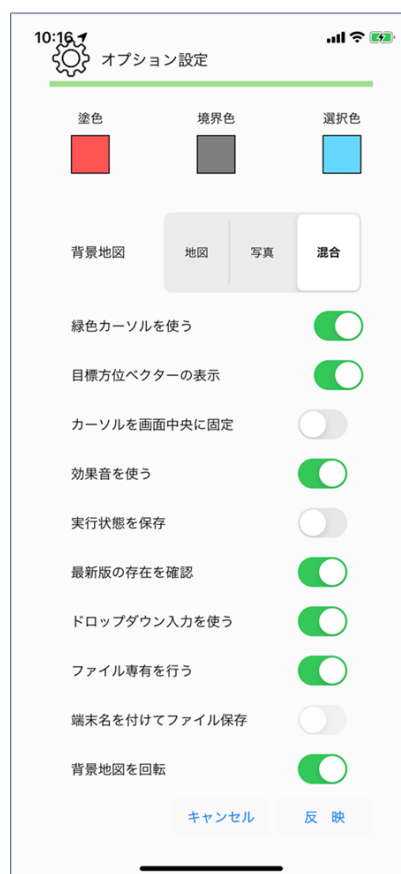 10:16
オプション設定
塗色 境界色 選択色
背景地図 地図 写真 混合
緑色カーソルを使う
目標方位ベクターの表示
カーソルを画面中央に固定
効果音を使う
実行状態を保存
最新版の存在を確認
ドロップダウン入力を使う
ファイル専有を行う
端末名を付けてファイル保存
背景地図を回転
キャンセル 反 映